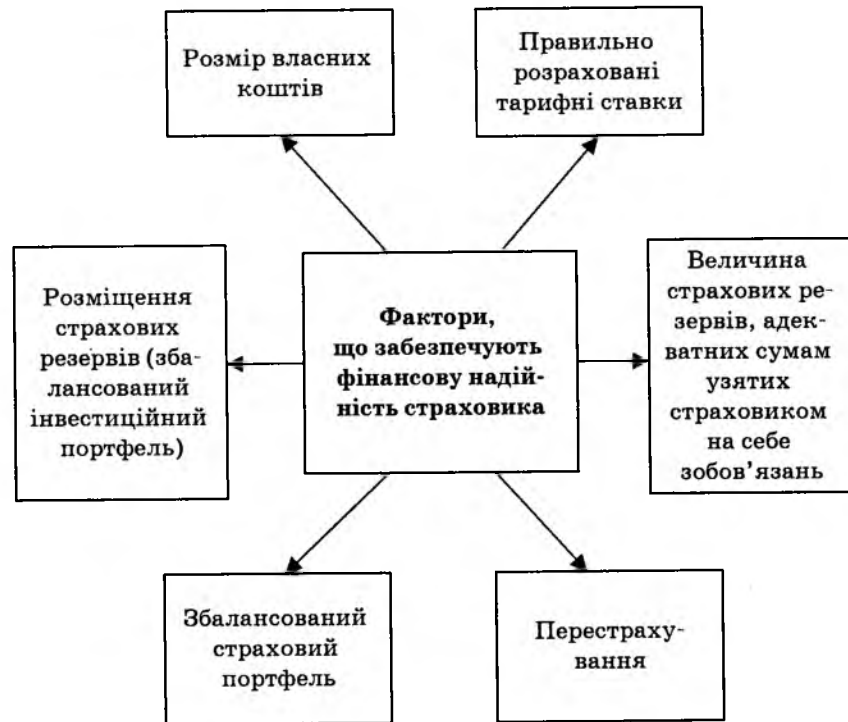 Розмір власних
коштів
Правильно
розраховані
тарифні ставки
Розміщення
страхових
резервів (зба-
лансований
інвестиційний
портфель)
Фактори,
що забезпечують
фінансову надій-
ність страховика
Величина
страхових ре-
зервів, адек-
ватних сумам
узятих
страховиком
на себе
зобов’язань
Збалансований
страховий
портфель
Перестраху-
вання